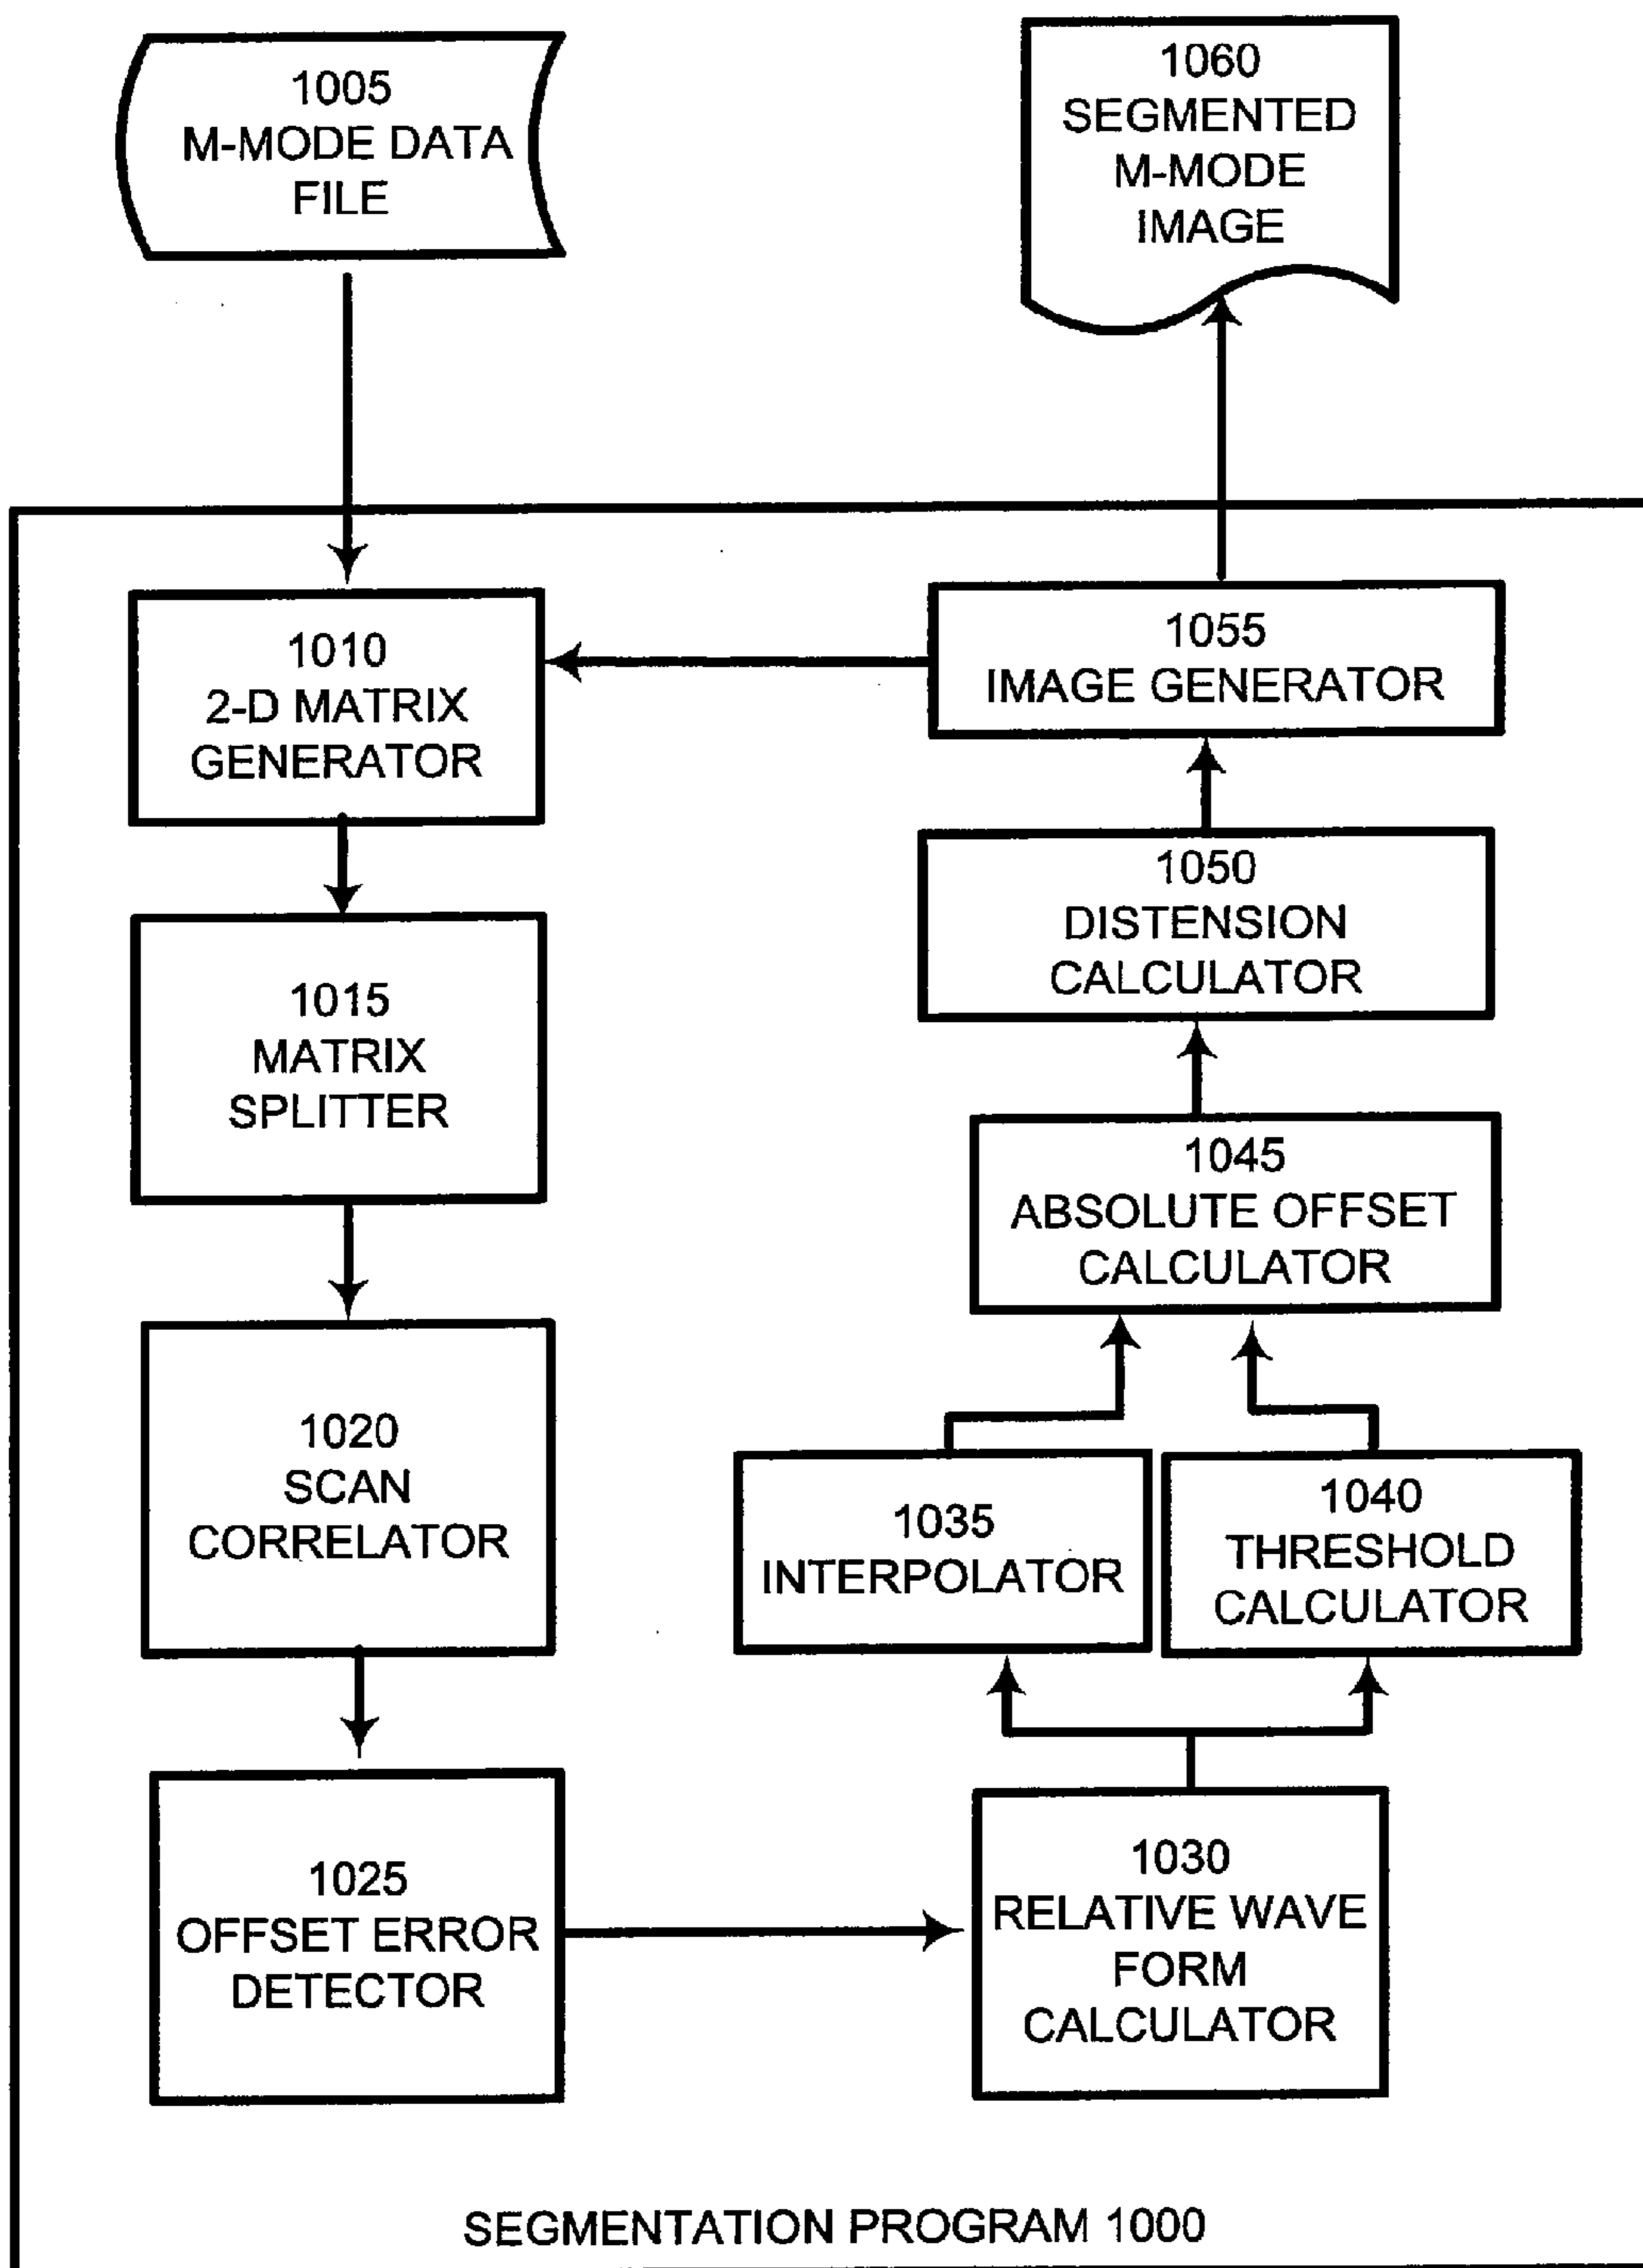 1005
M-MODE DATA
FILE
1060
SEGMENTED
M-MODE
IMAGE
1010
2-D MATRIX
GENERATOR
1055
IMAGE GENERATOR
1050
DISTENSION
CALCULATOR
1015
MATRIX
SPLITTER
1045
ABSOLUTE OFFSET
CALCULATOR
1020
SCAN
CORRELATOR
1035
INTERPOLATOR
1040
THRESHOLD
CALCULATOR
1025
OFFSET ERROR
DETECTOR
1030
RELATIVE WAVE
FORM
CALCULATOR
SEGMENTATION PROGRAM 1000